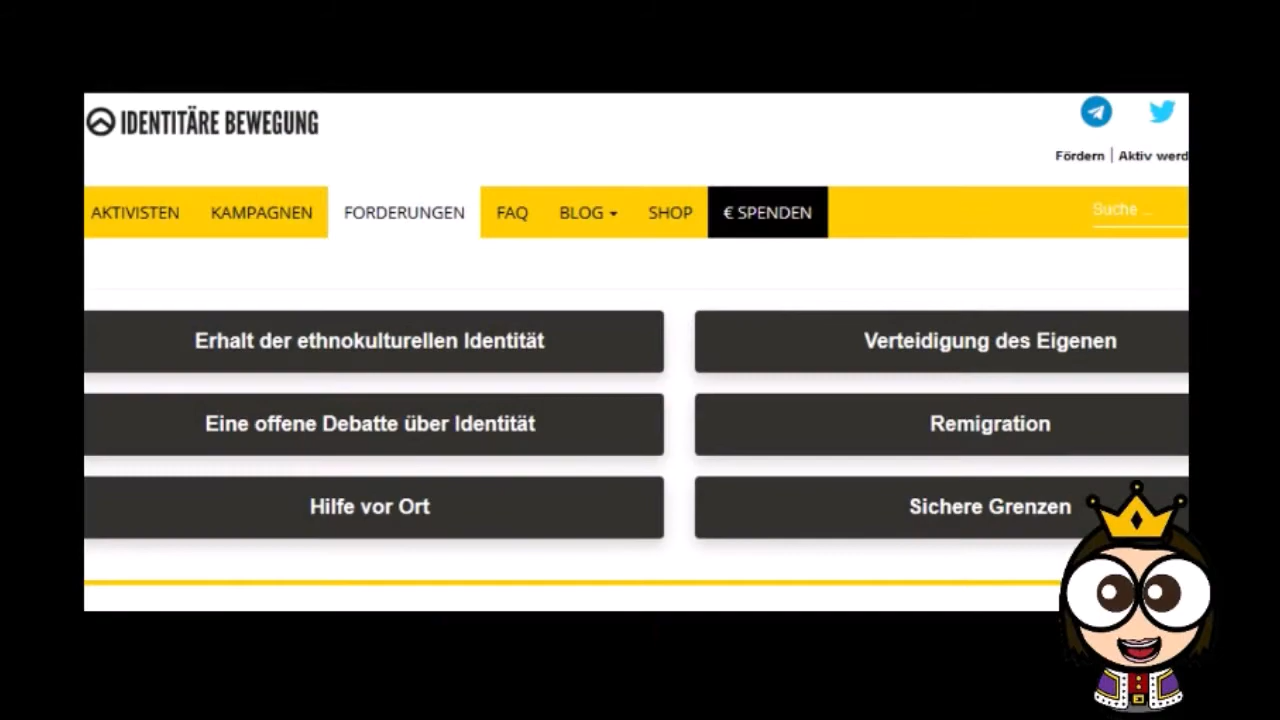 IDENTITÄRE BEWEGUNG
Fördern | Aktiv werd
AKTIVISTEN KAMPAGNEN FORDERUNGEN FAQ BLOG SHOP € SPENDEN Suche ...
Erhalt der ethnokulturellen Identität
Verteidigung des Eigenen
Eine offene Debatte über Identität
Remigration
Hilfe vor Ort
Sichere Grenzen